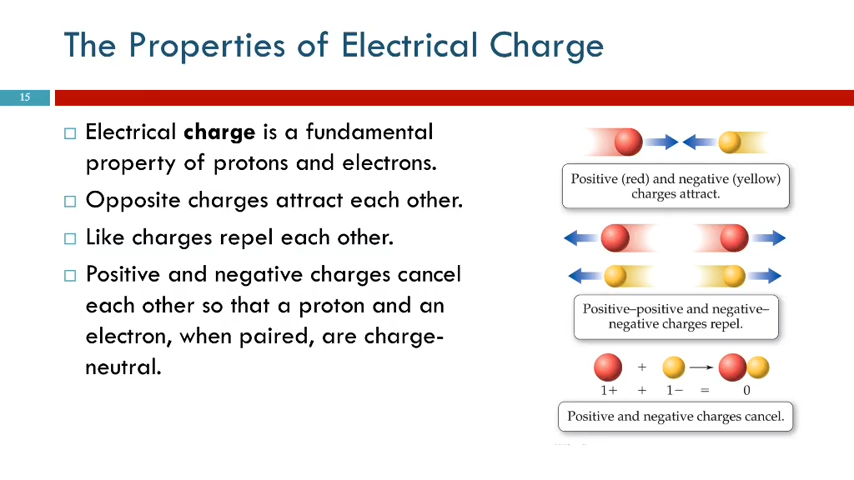 The Properties of Electrical Charge
15
□ Electrical charge is a fundamental
property of protons and electrons.
□ Opposite charges attract each other.
□ Like charges repel each other.
□ Positive and negative charges cancel
each other so that a proton and an
electron, when paired, are charge-
neutral.
Positive (red) and negative (yellow)
charges attract.
Positive–positive and negative–
negative charges repel.
+
1+ + 1− = 0
Positive and negative charges cancel.